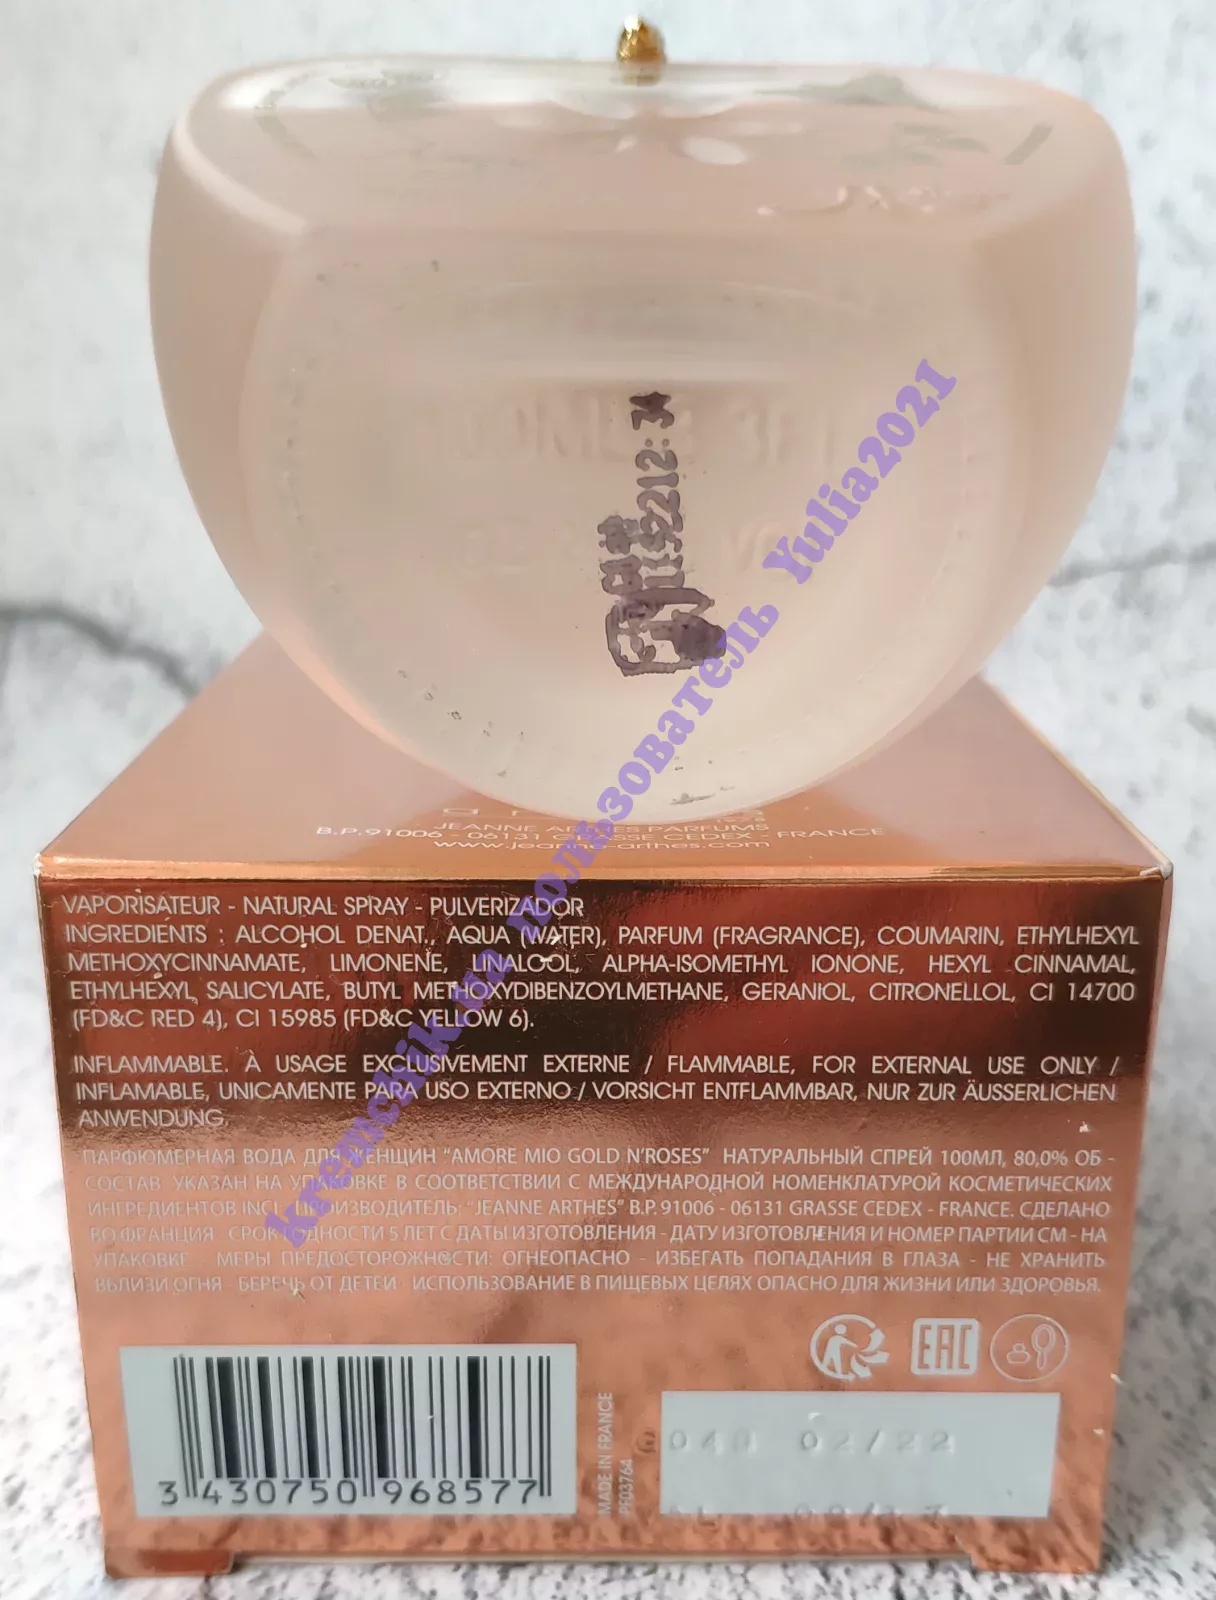 12:34
JEANNE ARTHES PARFUMS
B.P.91006 - 06131 GRASSE CEDEX - FRANCE
www.jeanne-arthes.com
kremchikua пользователь Yulia2021
VAPORISATEUR - NATURAL SPRAY - PULVERIZADOR
INGREDIENTS : ALCOHOL DENAT., AQUA (WATER), PARFUM (FRAGRANCE), COUMARIN, ETHYLHEXYL
METHOXYCINNAMATE, LIMONENE, LINALOOL, ALPHA-ISOMETHYL IONONE, HEXYL CINNAMAL,
ETHYLHEXYL SALICYLATE, BUTYL METHOXYDIBENZOYLMETHANE, GERANIOL, CITRONELLOL, CI 14700
(FD&C RED 4), CI 15985 (FD&C YELLOW 6).
INFLAMMABLE. À USAGE EXCLUSIVEMENT EXTERNE / FLAMMABLE, FOR EXTERNAL USE ONLY /
INFLAMABLE, UNICAMENTE PARA USO EXTERNO / VORSICHT ENTFLAMMBAR, NUR ZUR ÄUSSERLICHEN
ANWENDUNG.
ПАРФЮМЕРНАЯ ВОДА ДЛЯ ЖЕНЩИН "AMORE MIO GOLD N'ROSES" НАТУРАЛЬНЫЙ СПРЕЙ 100МЛ, 80,0% ОБ -
СОСТАВ УКАЗАН НА УПАКОВКЕ В СООТВЕТСТВИИ С МЕЖДУНАРОДНОЙ НОМЕНКЛАТУРОЙ КОСМЕТИЧЕСКИХ
ИНГРЕДИЕНТОВ INCI - ПРОИЗВОДИТЕЛЬ: "JEANNE ARTHES" B.P. 91006 - 06131 GRASSE CEDEX - FRANCE. СДЕЛАНО
ВО ФРАНЦИЯ - СРОК ГОДНОСТИ 5 ЛЕТ С ДАТЫ ИЗГОТОВЛЕНИЯ - ДАТУ ИЗГОТОВЛЕНИЯ И НОМЕР ПАРТИИ СМ - НА
УПАКОВКЕ - МЕРЫ ПРЕДОСТОРОЖНОСТИ: ОГНЕОПАСНО - ИЗБЕГАТЬ ПОПАДАНИЯ В ГЛАЗА - НЕ ХРАНИТЬ
ВБЛИЗИ ОГНЯ - БЕРЕЧЬ ОТ ДЕТЕЙ - ИСПОЛЬЗОВАНИЕ В ПИЩЕВЫХ ЦЕЛЯХ ОПАСНО ДЛЯ ЖИЗНИ ИЛИ ЗДОРОВЬЯ.
EAC
3 430750 968577
MADE IN FRANCE
PE03764
02/22